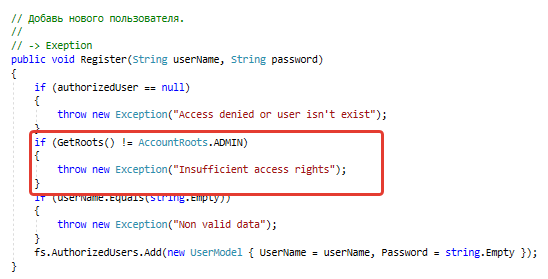 // Добавь нового пользователя.
//
// -> Exeption
public void Register(String userName, String password)
{
if (authorizedUser == null)
{
throw new Exception("Access denied or user isn't exist");
}
if (GetRoots() != AccountRoots.ADMIN)
{
throw new Exception("Insufficient access rights");
}
if (userName.Equals(string.Empty))
{
throw new Exception("Non valid data");
}
fs.AuthorizedUsers.Add(new UserModel { UserName = userName, Password = string.Empty });
}